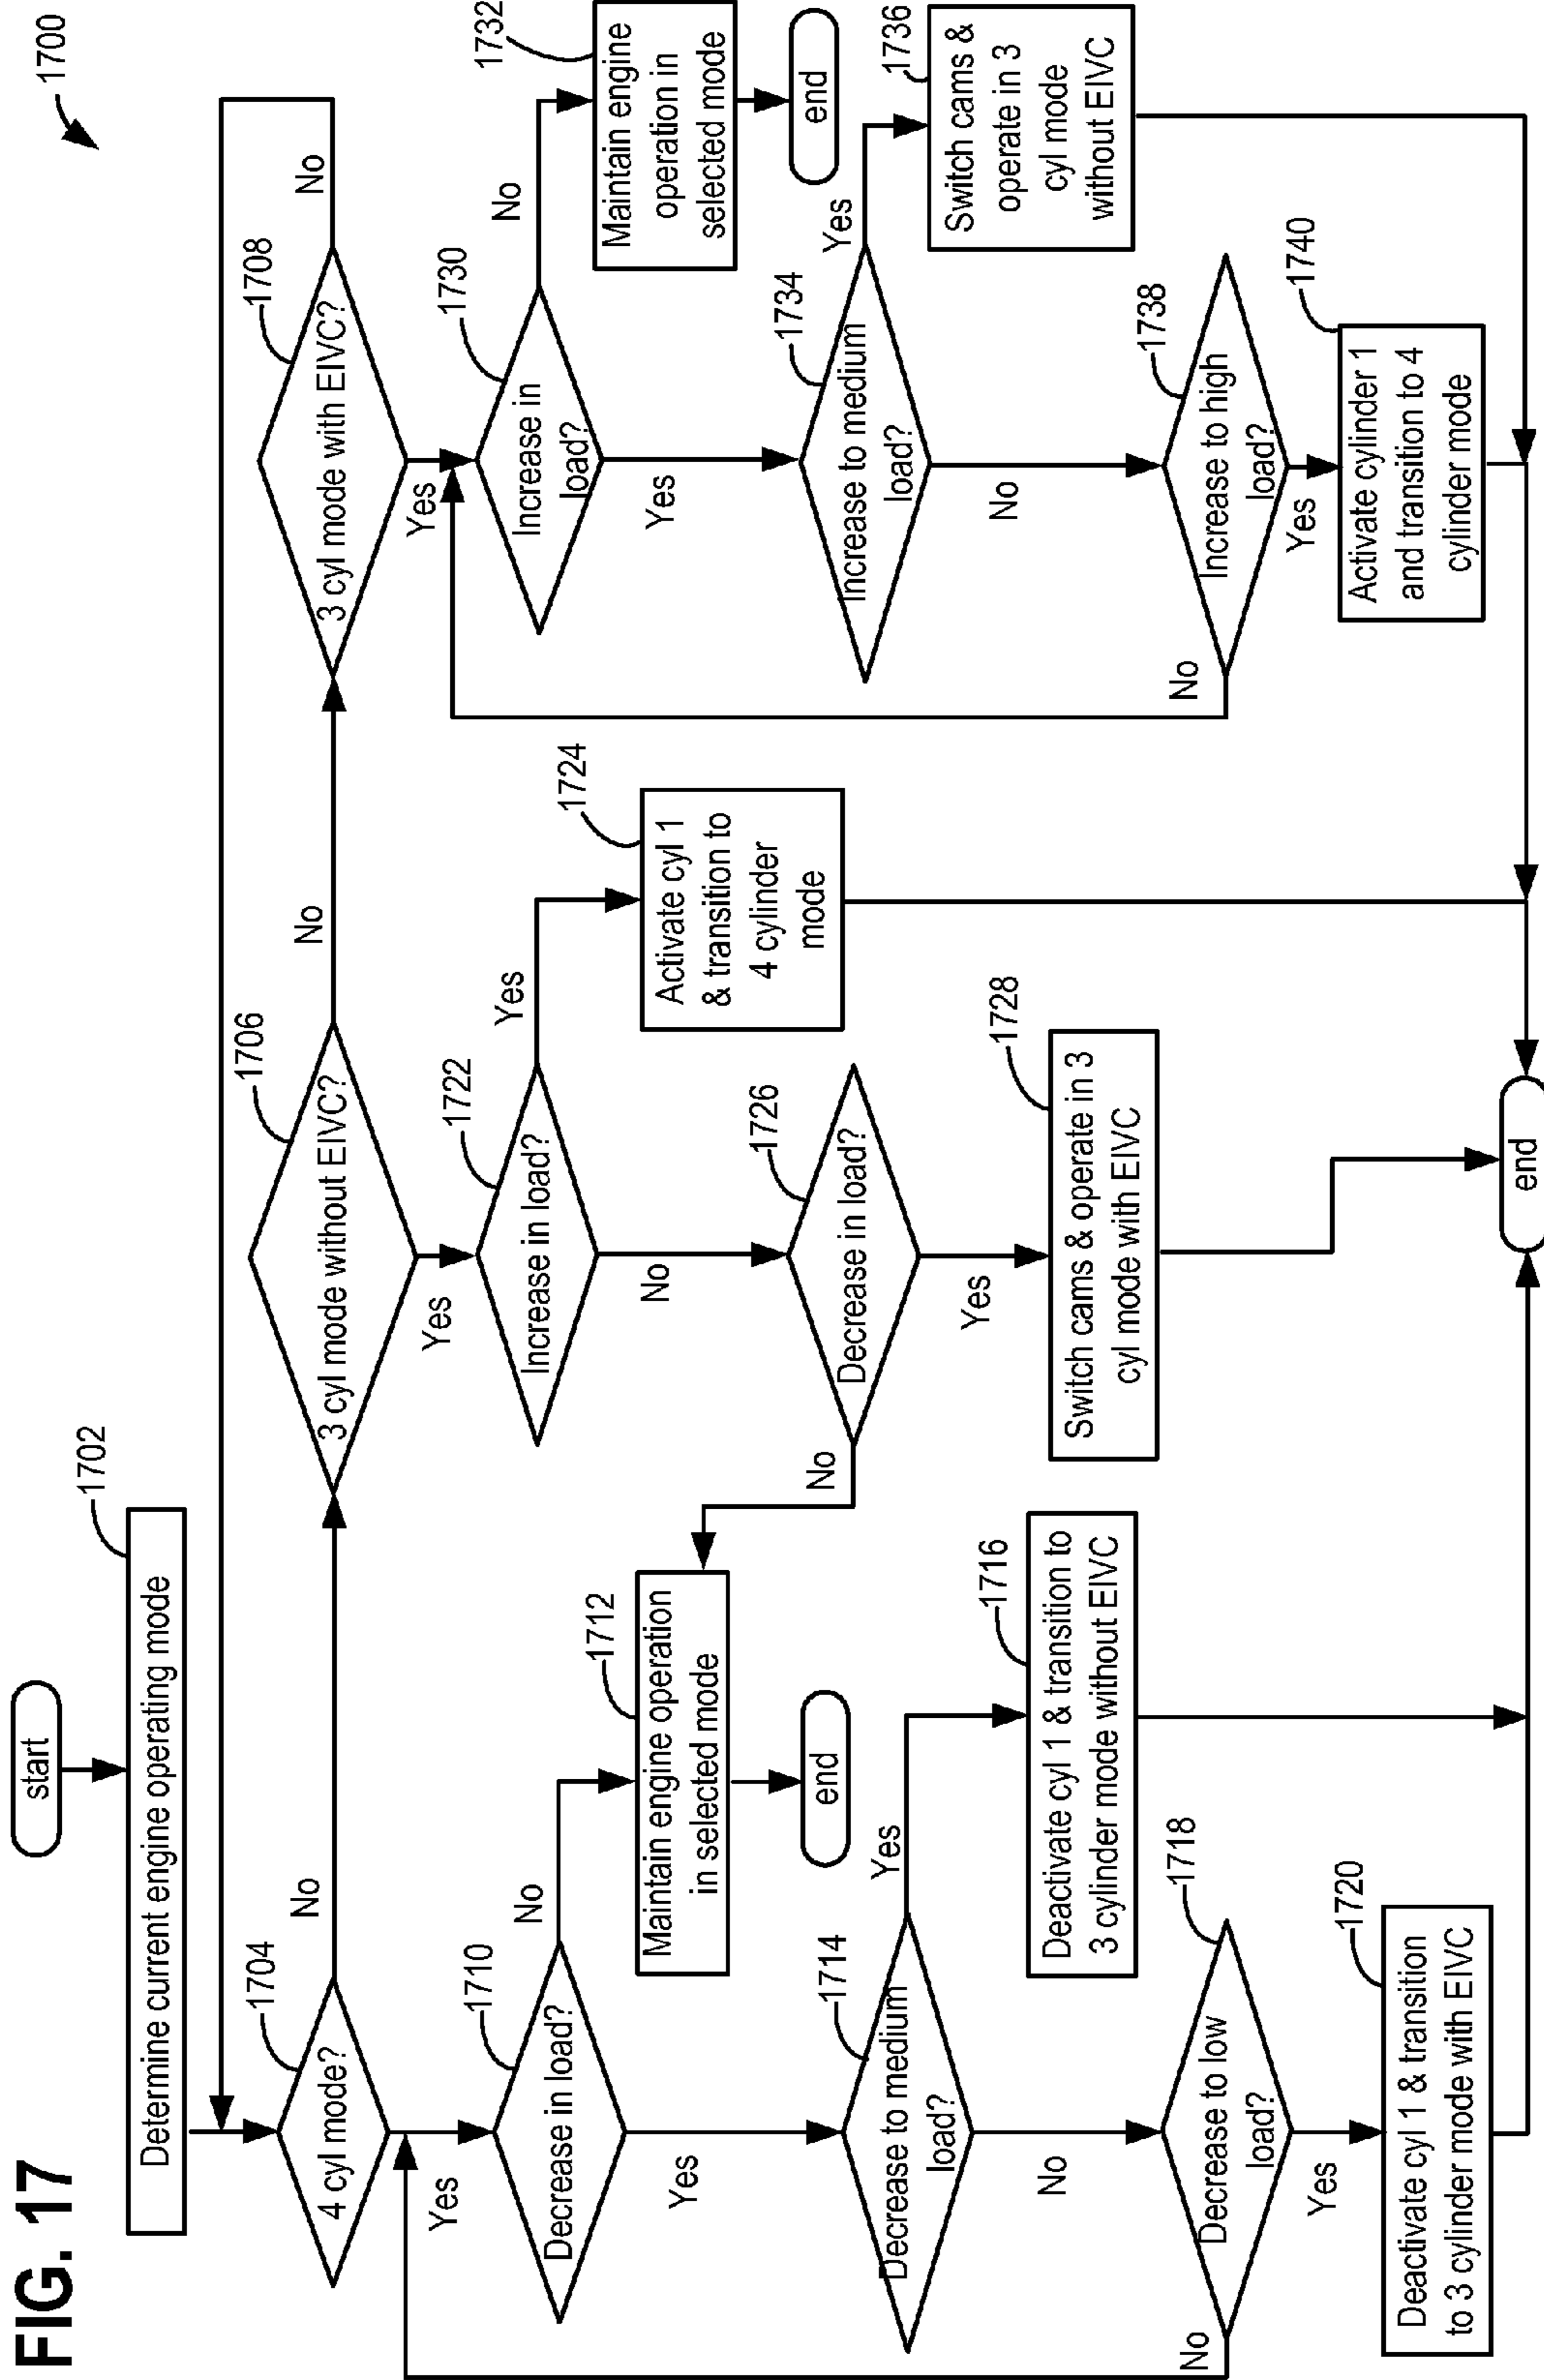 FIG. 17
1700
start
1702
Determine current engine operating mode
1704
4 cyl mode?
No
Yes
1706
3 cyl mode without EIVC?
No
Yes
1708
3 cyl mode with EIVC?
No
Yes
1710
Decrease in load?
No
Yes
1712
Maintain engine operation
in selected mode
end
1714
Decrease to medium
load?
Yes
No
1716
Deactivate cyl 1 & transition to
3 cylinder mode without EIVC
1718
Decrease to low
load?
No
Yes
1720
Deactivate cyl 1 & transition
to 3 cylinder mode with EIVC
1722
Increase in load?
Yes
No
1724
Activate cyl 1
& transition to
4 cylinder
mode
1726
Decrease in load?
No
Yes
1728
Switch cams & operate in 3
cyl mode with EIVC
1730
Increase in
load?
No
Yes
1732
Maintain engine
operation in
selected mode
end
1734
Increase to medium
load?
Yes
No
1736
Switch cams &
operate in 3
cyl mode
without EIVC
1738
Increase to high
load?
No
Yes
1740
Activate cylinder 1
and transition to 4
cylinder mode
end